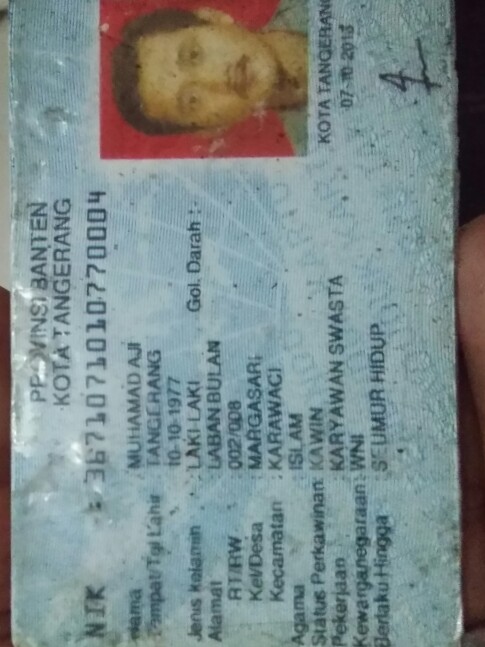 PROVINSI BANTEN
KOTA TANGERANG
NIK : 3671071010770004
Nama : MUHAMAD AJI
Tempat/Tgl Lahir : TANGERANG
10-10-1977
Jenis kelamin : LAKI-LAKI Gol. Darah :
Alamat : LABAN BULAN
RT/RW : 002/008
Kel/Desa : MARGASARI
Kecamatan : KARAWACI
Agama : ISLAM
Status Perkawinan: KAWIN
Pekerjaan : KARYAWAN SWASTA
Kewarganegaraan: WNI
Berlaku Hingga : SEUMUR HIDUP
KOTA TANGERANG
07-10-2015